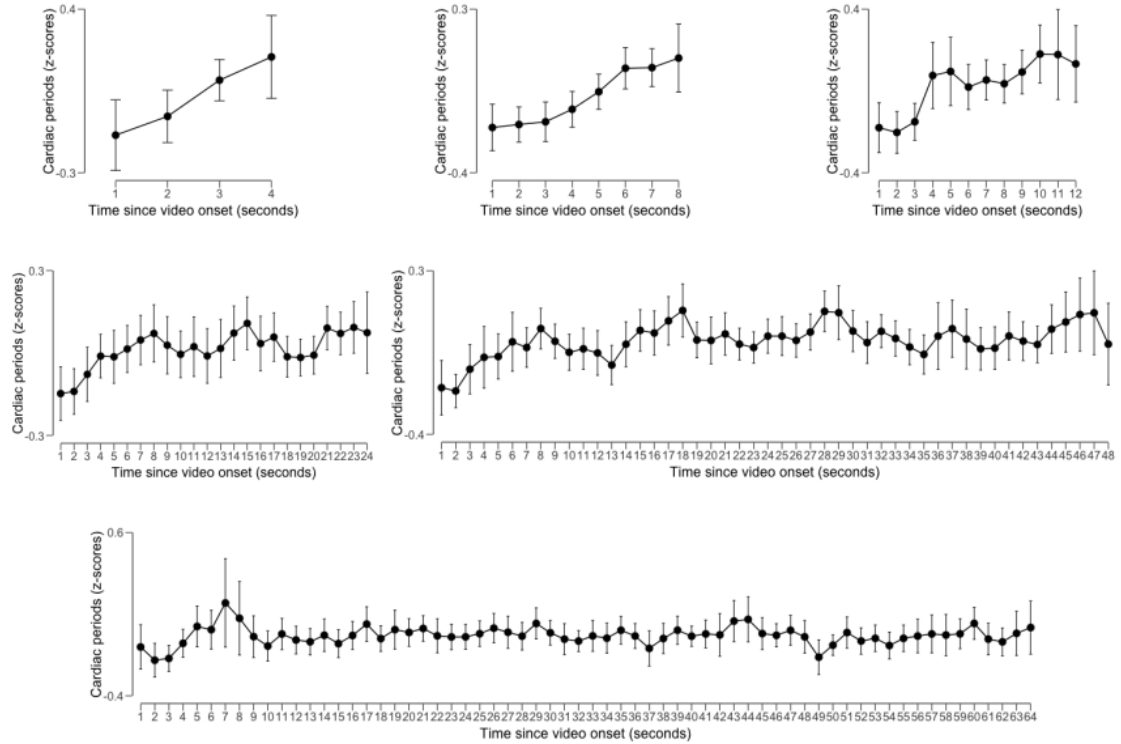 0.4
Cardiac periods (z-scores)
-0.3
1 2 3 4
Time since video onset (seconds)
0.3
Cardiac periods (z-scores)
-0.4
1 2 3 4 5 6 7 8
Time since video onset (seconds)
0.4
Cardiac periods (z-scores)
-0.4
1 2 3 4 5 6 7 8 9 10 11 12
Time since video onset (seconds)
0.3
Cardiac periods (z-scores)
-0.3
1 2 3 4 5 6 7 8 9 10 11 12 13 14 15 16 17 18 19 20 21 22 23 24
Time since video onset (seconds)
0.3
Cardiac periods (z-scores)
-0.4
1 2 3 4 5 6 7 8 9 10 11 12 13 14 15 16 17 18 19 20 21 22 23 24 25 26 27 28 29 30 31 32 33 34 35 36 37 38 39 40 41 42 43 44 45 46 47 48
Time since video onset (seconds)
0.6
Cardiac periods (z-scores)
-0.4
1 2 3 4 5 6 7 8 9 10 11 12 13 14 15 16 17 18 19 20 21 22 23 24 25 26 27 28 29 30 31 32 33 34 35 36 37 38 39 40 41 42 43 44 45 46 47 48 49 50 51 52 53 54 55 56 57 58 59 60 61 62 63 64
Time since video onset (seconds)